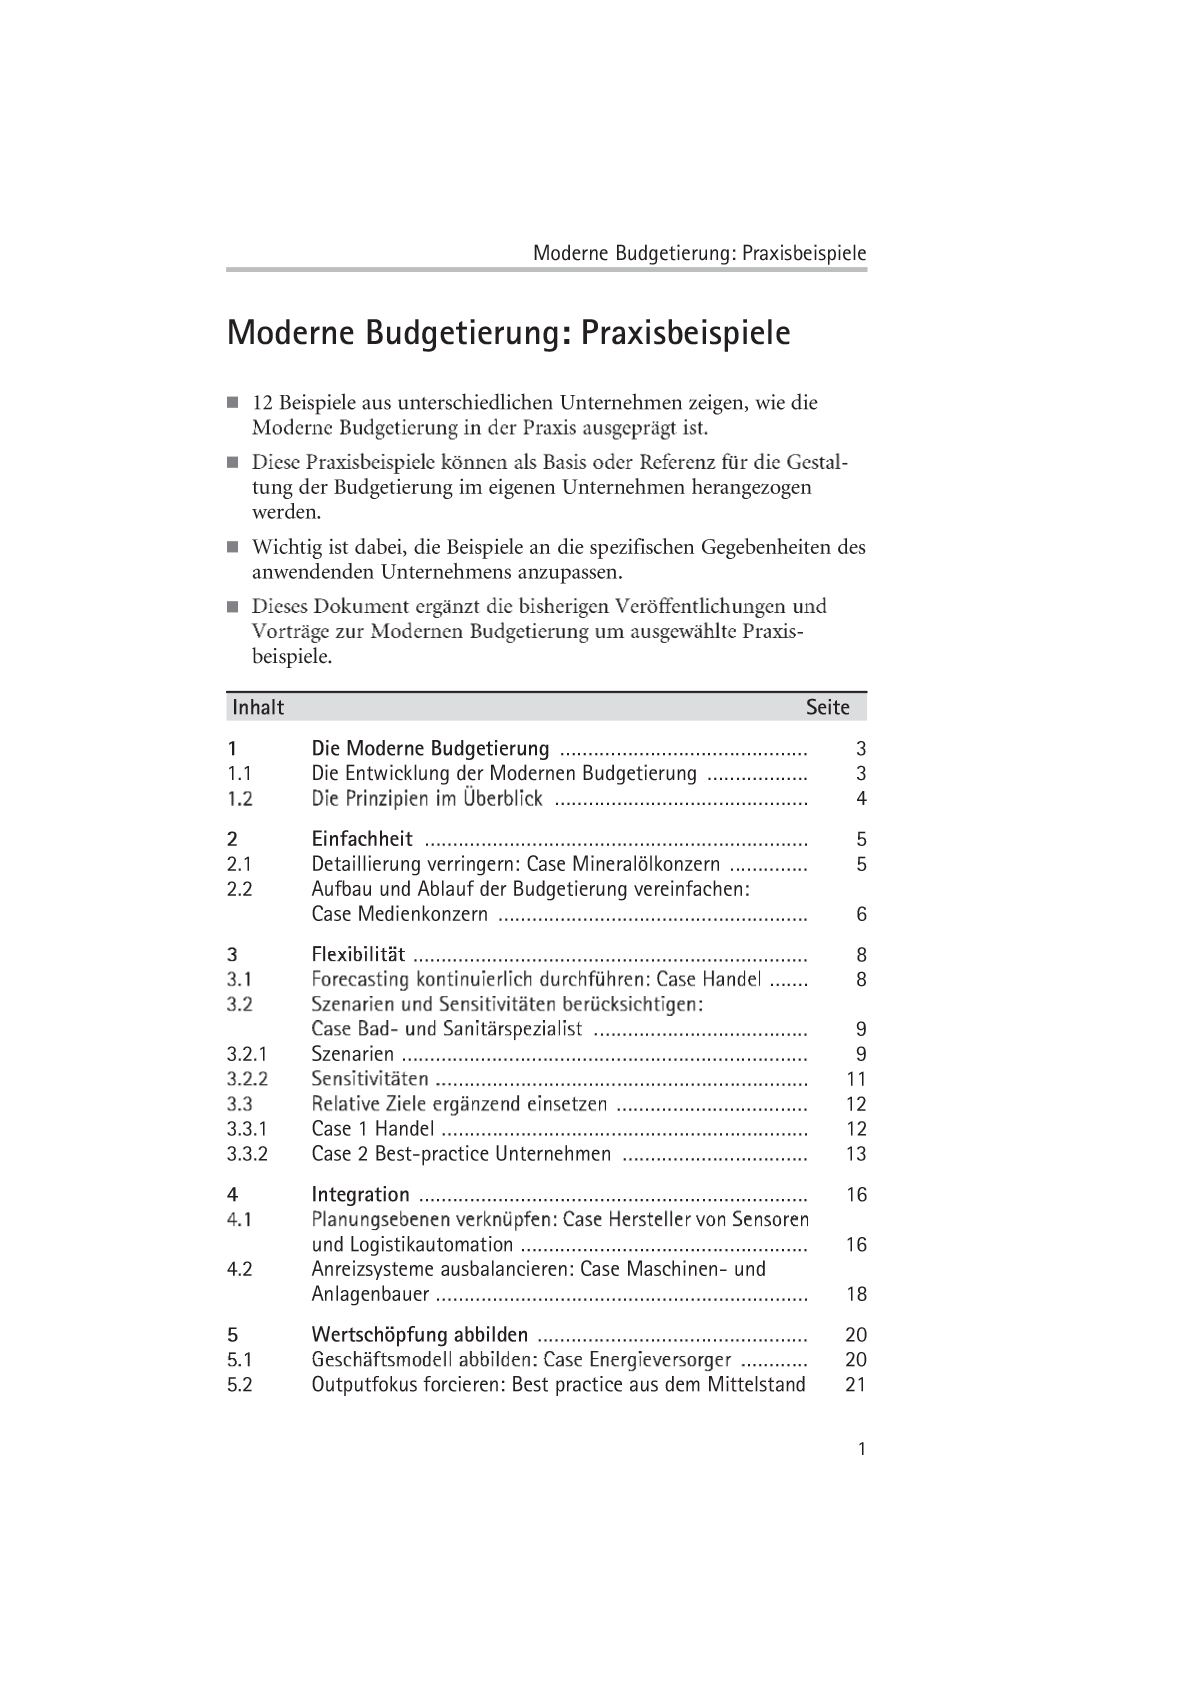 Moderne Budgetierung: Praxisbeispiele
Moderne Budgetierung: Praxisbeispiele
■ 12 Beispiele aus unterschiedlichen Unternehmen zeigen, wie die
Moderne Budgetierung in der Praxis ausgeprägt ist.
■ Diese Praxisbeispiele können als Basis oder Referenz für die Gestal-
tung der Budgetierung im eigenen Unternehmen herangezogen
werden.
■ Wichtig ist dabei, die Beispiele an die spezifischen Gegebenheiten des
anwendenden Unternehmens anzupassen.
■ Dieses Dokument ergänzt die bisherigen Veröffentlichungen und
Vorträge zur Modernen Budgetierung um ausgewählte Praxis-
beispiele.
Inhalt Seite
1 Die Moderne Budgetierung ............................................ 3
1.1 Die Entwicklung der Modernen Budgetierung .................. 3
1.2 Die Prinzipien im Überblick ............................................. 4
2 Einfachheit .................................................................... 5
2.1 Detaillierung verringern: Case Mineralölkonzern .............. 5
2.2 Aufbau und Ablauf der Budgetierung vereinfachen:
Case Medienkonzern ....................................................... 6
3 Flexibilität ...................................................................... 8
3.1 Forecasting kontinuierlich durchführen: Case Handel ....... 8
3.2 Szenarien und Sensitivitäten berücksichtigen:
Case Bad- und Sanitärspezialist ...................................... 9
3.2.1 Szenarien ........................................................................ 9
3.2.2 Sensitivitäten .................................................................. 11
3.3 Relative Ziele ergänzend einsetzen .................................. 12
3.3.1 Case 1 Handel ................................................................. 12
3.3.2 Case 2 Best-practice Unternehmen ................................. 13
4 Integration ..................................................................... 16
4.1 Planungsebenen verknüpfen: Case Hersteller von Sensoren
und Logistikautomation ................................................... 16
4.2 Anreizsysteme ausbalancieren: Case Maschinen- und
Anlagenbauer .................................................................. 18
5 Wertschöpfung abbilden ................................................ 20
5.1 Geschäftsmodell abbilden: Case Energieversorger ............ 20
5.2 Outputfokus forcieren: Best practice aus dem Mittelstand 21
1